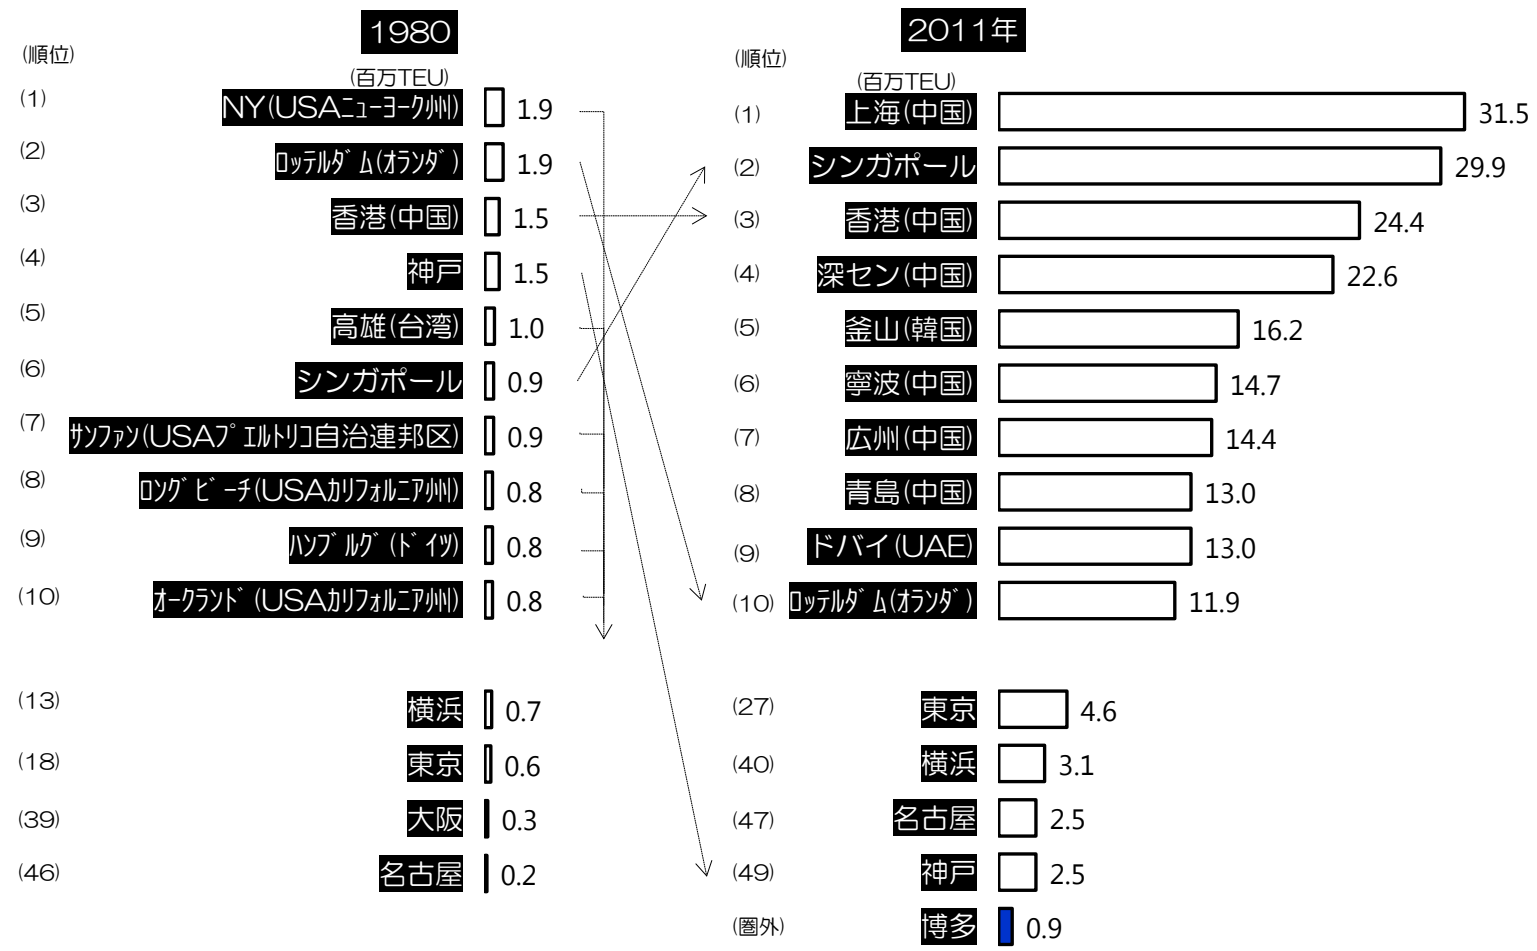 1980
(順位)
(百万TEU)
(1) NY(USAニューヨーク州) 1.9
(2) ロッテルダム(オランダ) 1.9
(3) 香港(中国) 1.5
(4) 神戸 1.5
(5) 高雄(台湾) 1.0
(6) シンガポール 0.9
(7) サンファン(USAプエルトリコ自治連邦区) 0.9
(8) ロングビーチ(USAカリフォルニア州) 0.8
(9) ハンブルグ(ドイツ) 0.8
(10) オークランド(USAカリフォルニア州) 0.8
(13) 横浜 0.7
(18) 東京 0.6
(39) 大阪 0.3
(46) 名古屋 0.2
2011年
(順位)
(百万TEU)
(1) 上海(中国) 31.5
(2) シンガポール 29.9
(3) 香港(中国) 24.4
(4) 深セン(中国) 22.6
(5) 釜山(韓国) 16.2
(6) 寧波(中国) 14.7
(7) 広州(中国) 14.4
(8) 青島(中国) 13.0
(9) ドバイ(UAE) 13.0
(10) ロッテルダム(オランダ) 11.9
(27) 東京 4.6
(40) 横浜 3.1
(47) 名古屋 2.5
(49) 神戸 2.5
(圏外) 博多 0.9